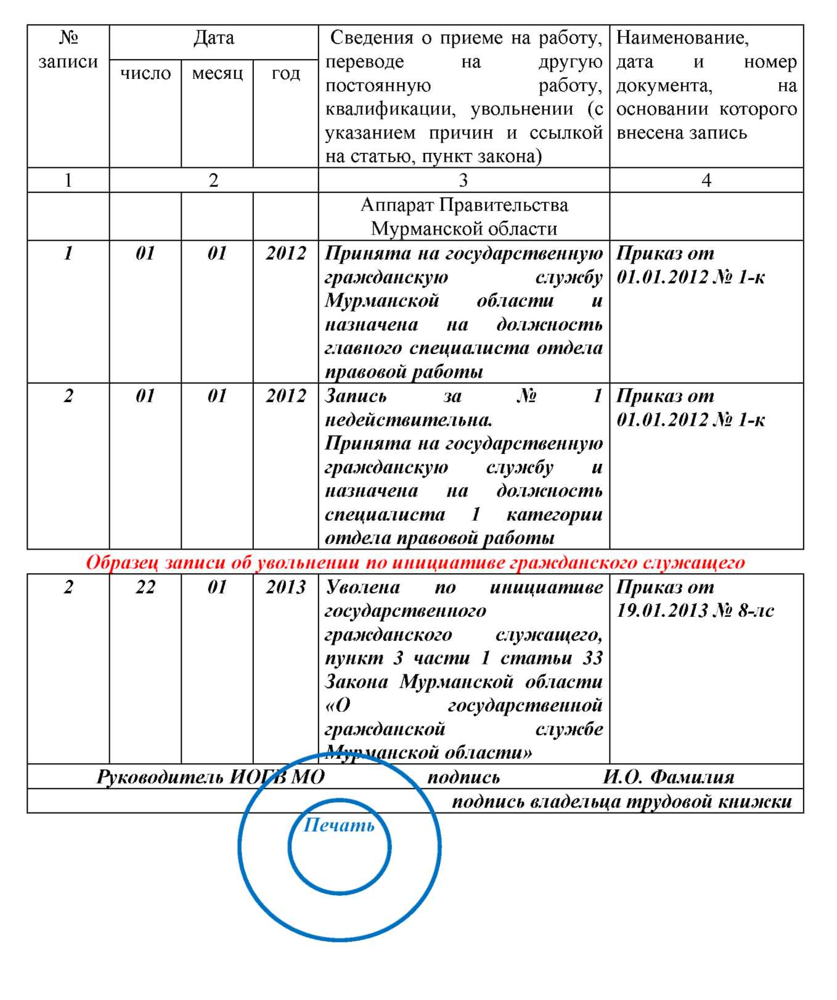 №
записи
Дата
число
месяц
год
Сведения о приеме на работу,
переводе на другую
постоянную работу,
квалификации, увольнении (с
указанием причин и ссылкой
на статью, пункт закона)
Наименование,
дата и номер
документа, на
основании которого
внесена запись
1 2 3 4
Аппарат Правительства
Мурманской области
1 01 01 2012
Принята на государственную
гражданскую службу
Мурманской области и
назначена на должность
главного специалиста отдела
правовой работы
Приказ от
01.01.2012 № 1-к
2 01 01 2012
Запись за № 1
недействительна.
Принята на государственную
гражданскую службу и
назначена на должность
специалиста 1 категории
отдела правовой работы
Приказ от
01.01.2012 № 1-к
Образец записи об увольнении по инициативе гражданского служащего
2 22 01 2013
Уволена по инициативе
государственного
гражданского служащего,
пункт 3 части 1 статьи 33
Закона Мурманской области
«О государственной
гражданской службе
Мурманской области»
Приказ от
19.01.2013 № 8-лс
Руководитель ИОГВ МО подпись И.О. Фамилия
подпись владельца трудовой книжки
Печать